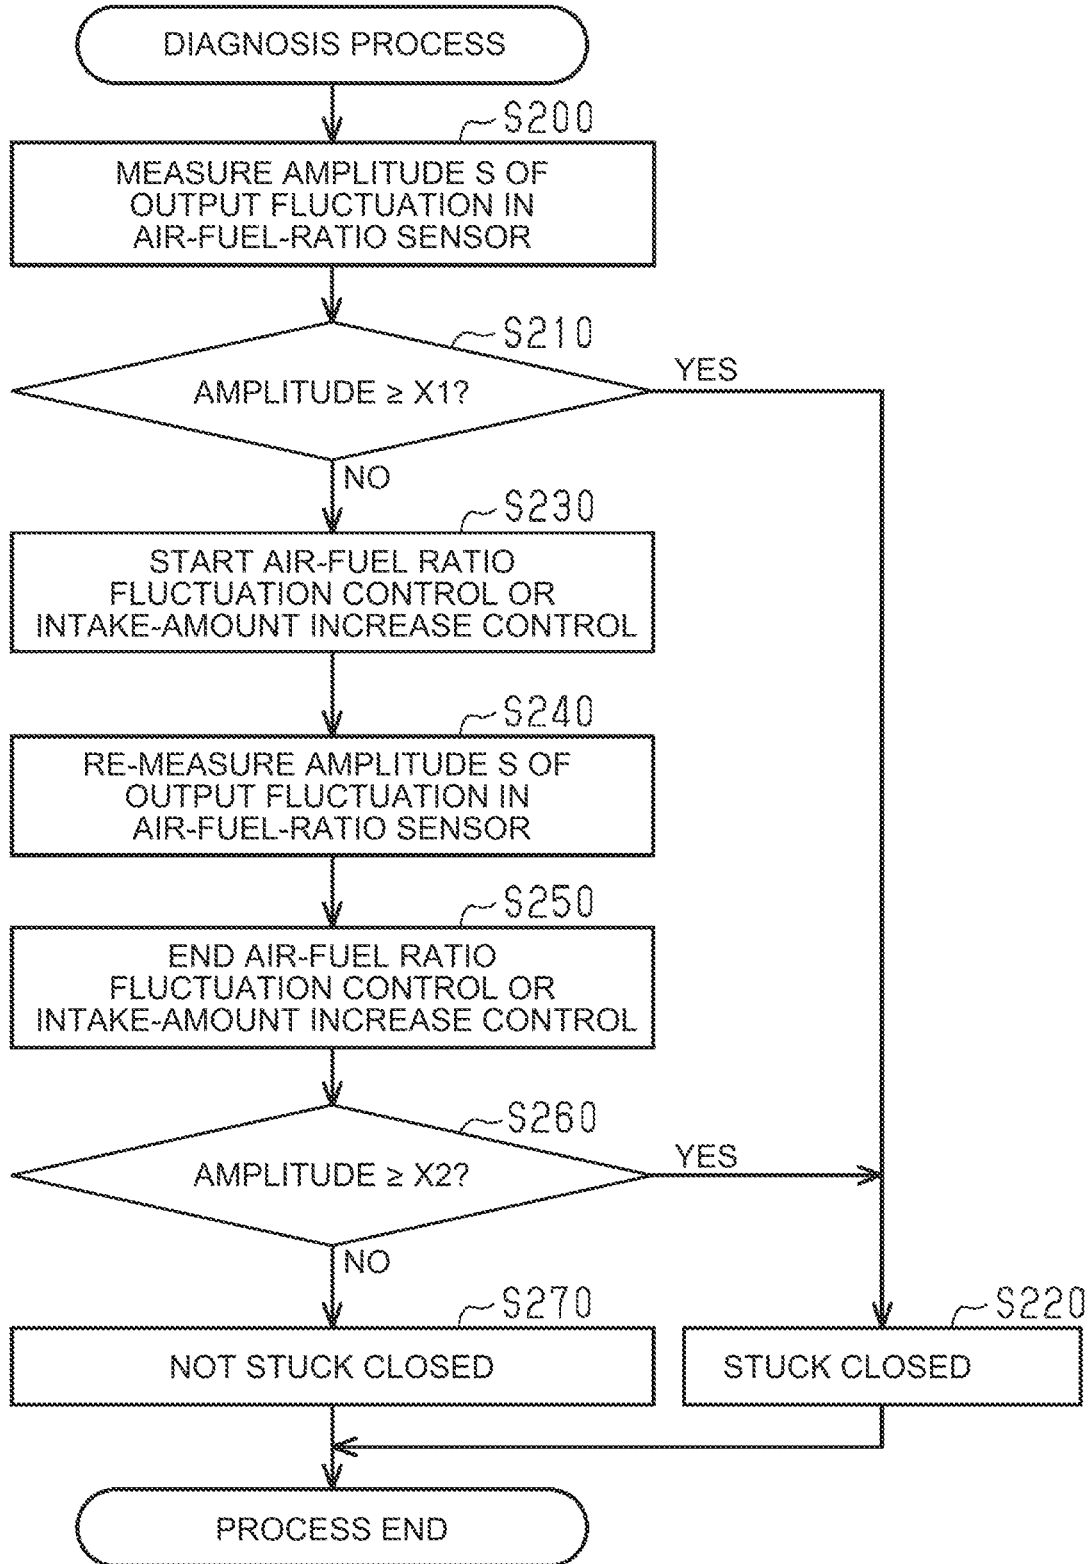 DIAGNOSIS PROCESS
S200
MEASURE AMPLITUDE S OF
OUTPUT FLUCTUATION IN
AIR-FUEL-RATIO SENSOR
S210
AMPLITUDE ≥ X1?
YES
NO
S230
START AIR-FUEL RATIO
FLUCTUATION CONTROL OR
INTAKE-AMOUNT INCREASE CONTROL
S240
RE-MEASURE AMPLITUDE S OF
OUTPUT FLUCTUATION IN
AIR-FUEL-RATIO SENSOR
S250
END AIR-FUEL RATIO
FLUCTUATION CONTROL OR
INTAKE-AMOUNT INCREASE CONTROL
S260
AMPLITUDE ≥ X2?
YES
NO
S270
NOT STUCK CLOSED
S220
STUCK CLOSED
PROCESS END